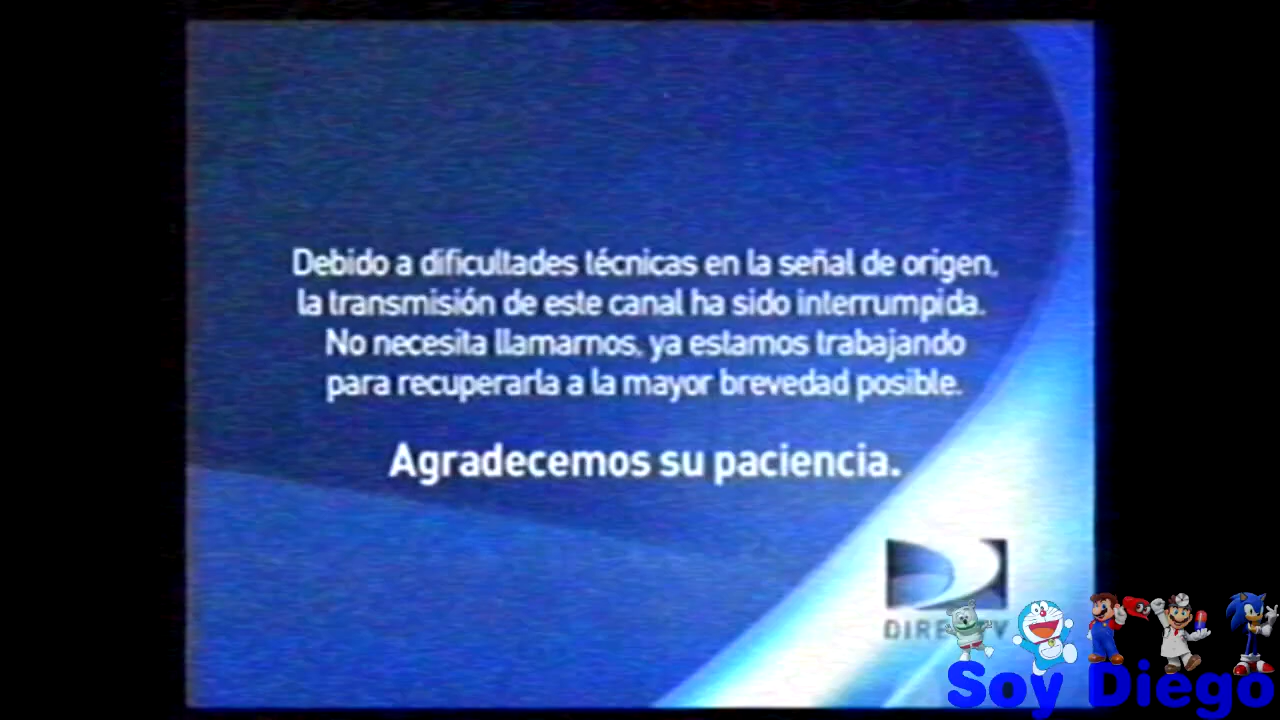 Debido a dificultades técnicas en la señal de origen,
la transmisión de este canal ha sido interrumpida.
No necesita llamarnos, ya estamos trabajando
para recuperarla a la mayor brevedad posible.
Agradecemos su paciencia.
DIRECTV
Soy Diego